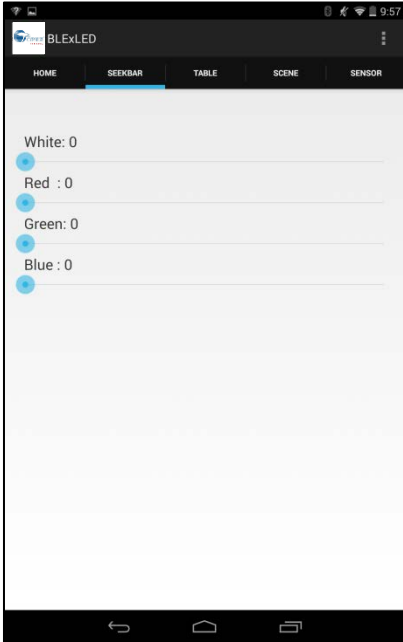 9:57
BLExLED
HOME SEEKBAR TABLE SCENE SENSOR
White: 0
Red : 0
Green: 0
Blue : 0